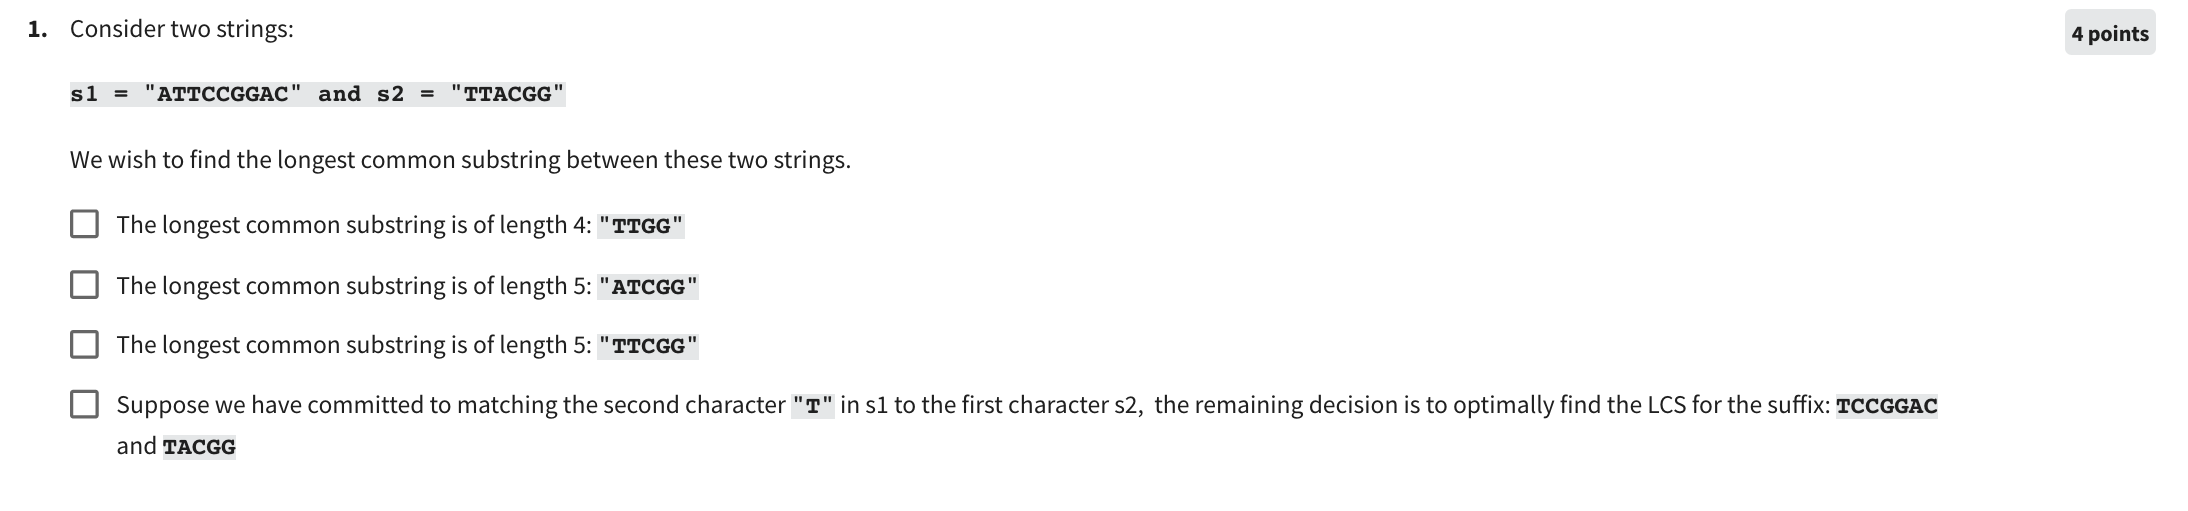 1. Consider two strings:
4 points
s1 = "ATTCCGGAC" and s2 = "TTACGG"
We wish to find the longest common substring between these two strings.
The longest common substring is of length 4: "TTGG"
The longest common substring is of length 5: "ATCGG"
The longest common substring is of length 5: "TTCGG"
Suppose we have committed to matching the second character "T" in s1 to the first character s2, the remaining decision is to optimally find the LCS for the suffix: TCCGGAC
and TACGG